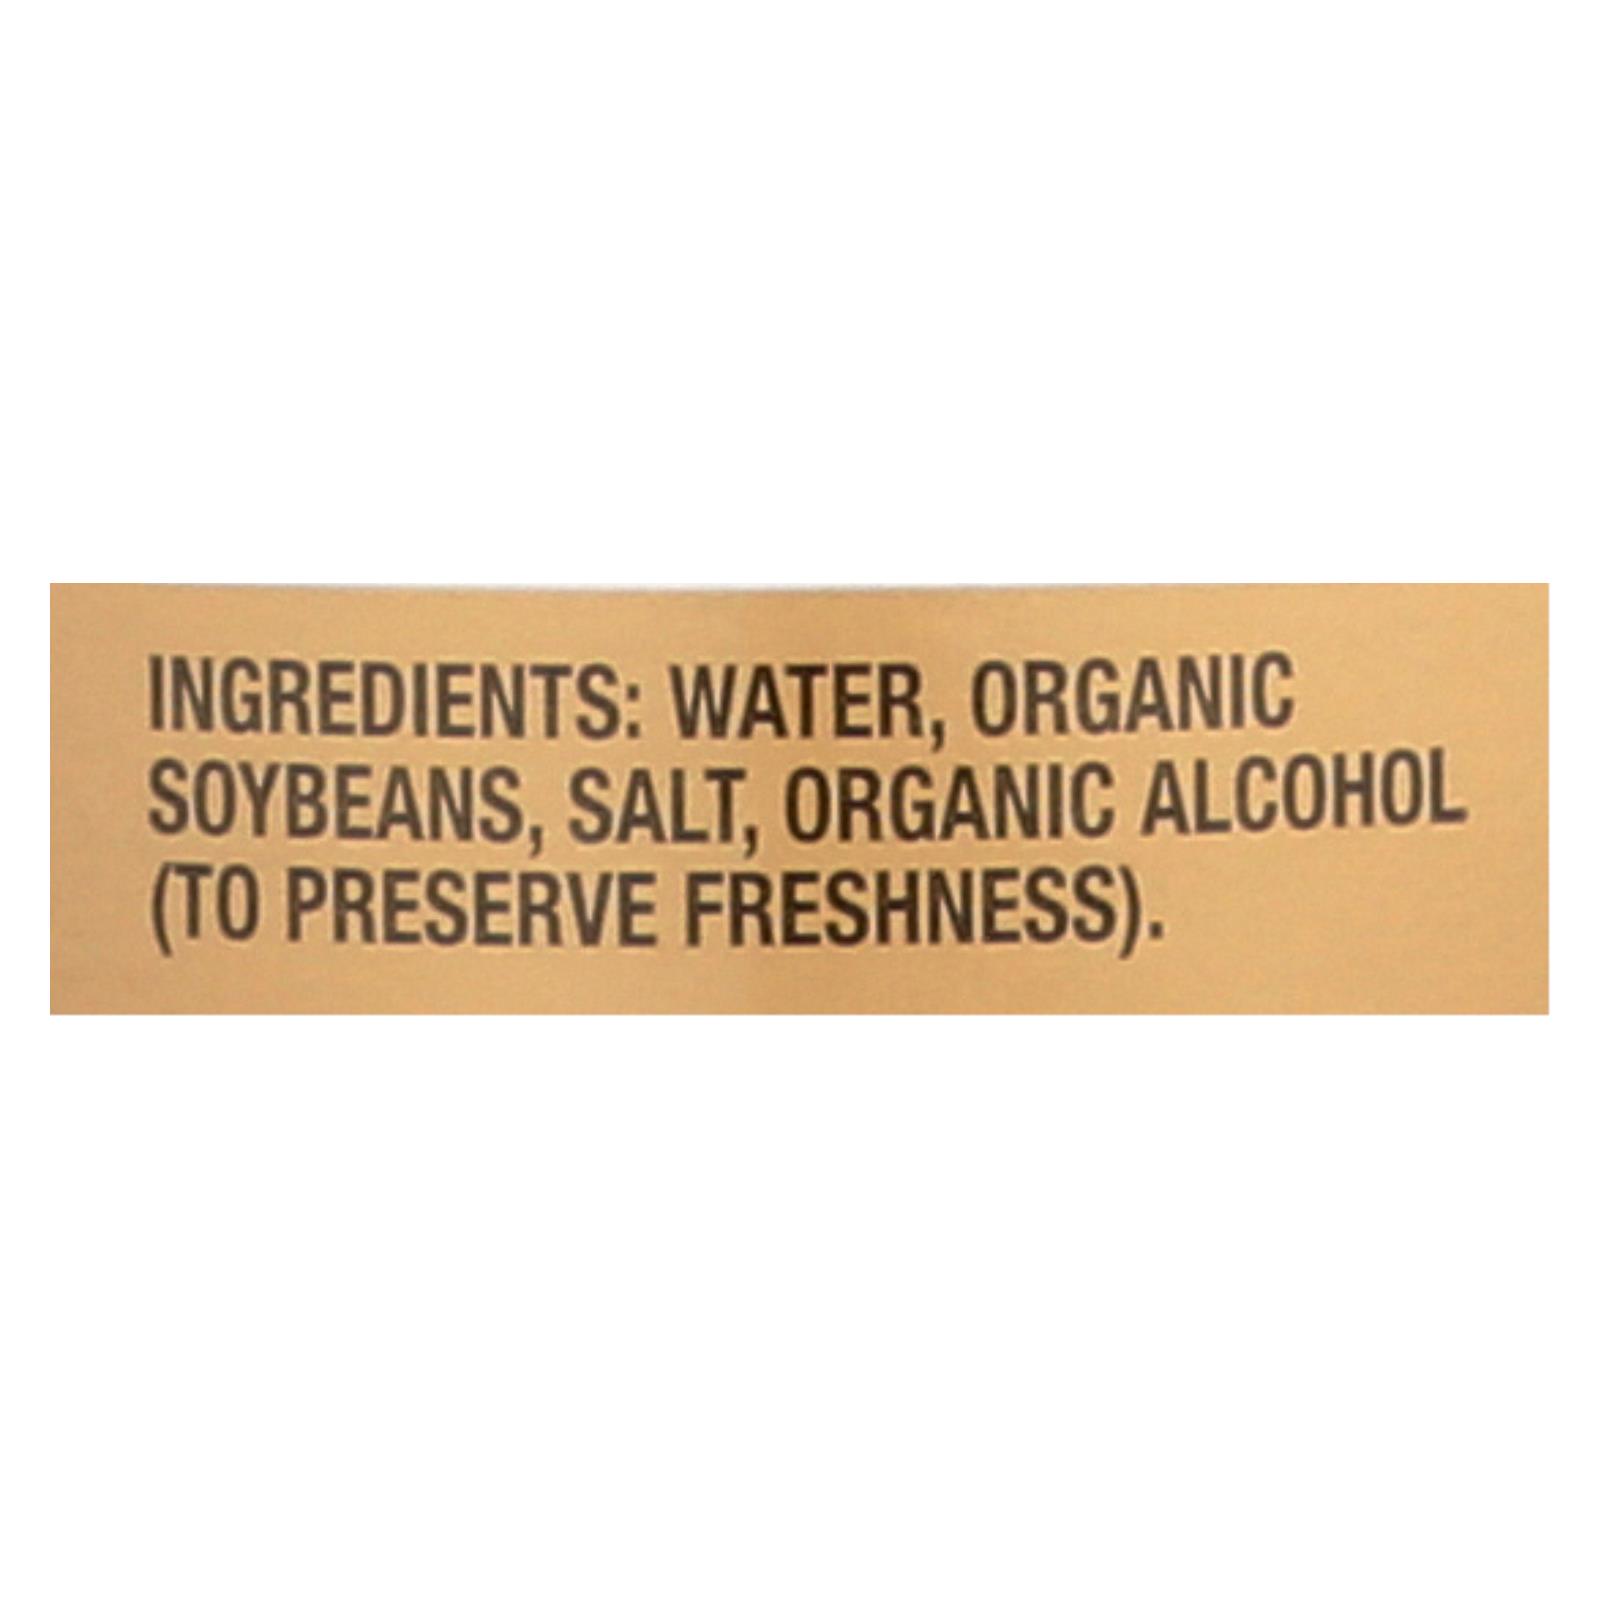 INGREDIENTS: WATER, ORGANIC
SOYBEANS, SALT, ORGANIC ALCOHOL
(TO PRESERVE FRESHNESS).